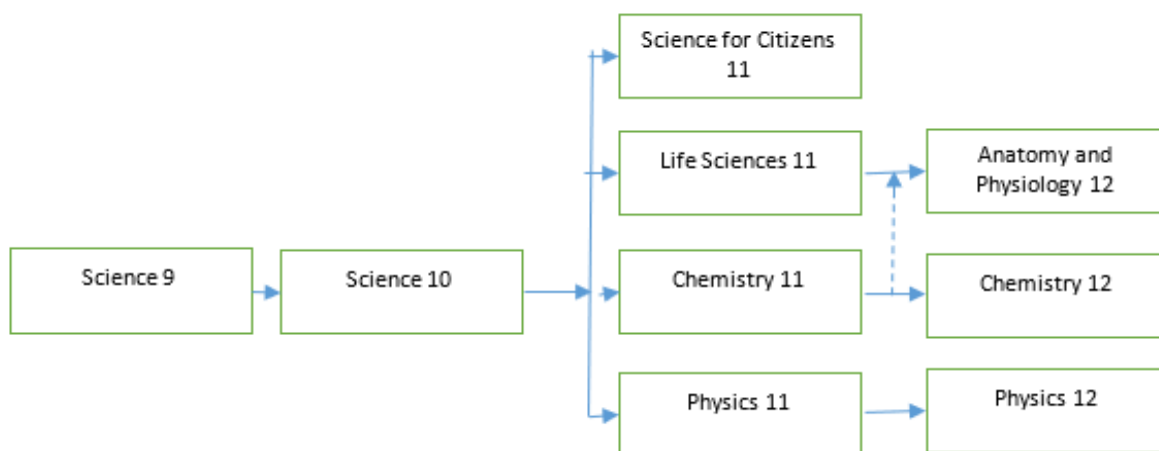 Science for Citizens
11
Life Sciences 11
Anatomy and
Physiology 12
Science 9
Science 10
Chemistry 11
Chemistry 12
Physics 11
Physics 12